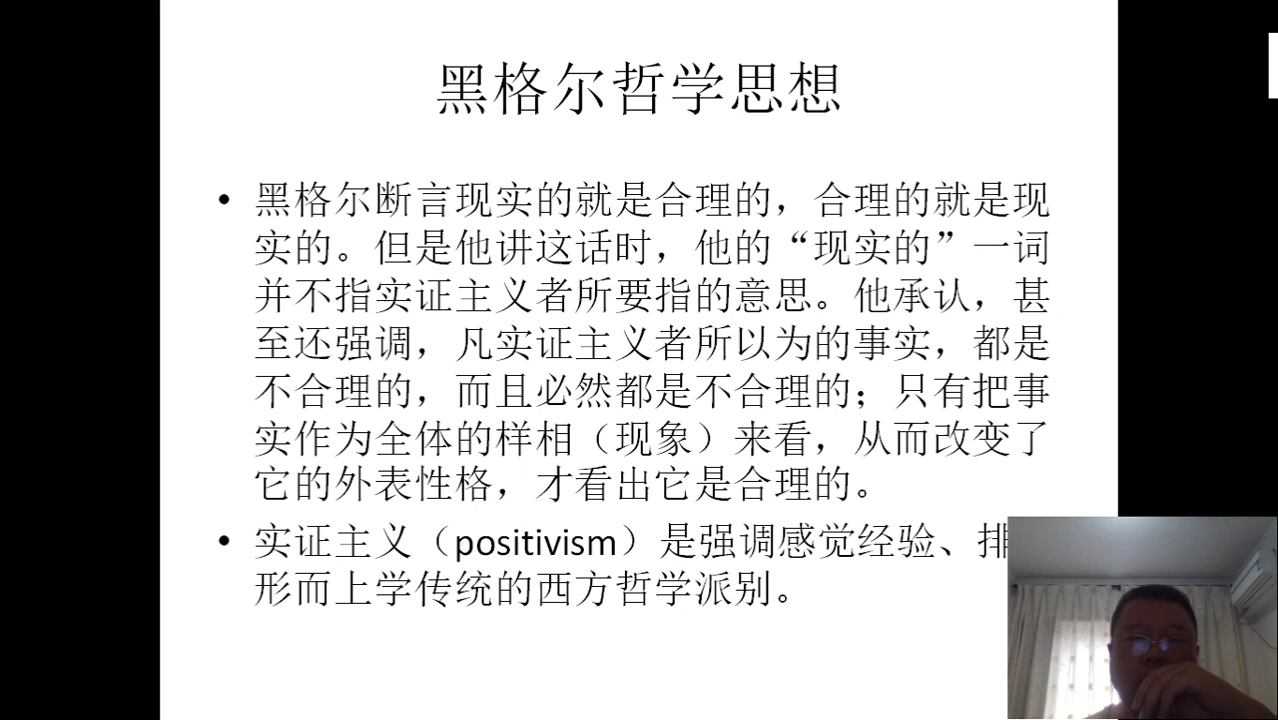 黑格尔哲学思想
• 黑格尔断言现实的就是合理的，合理的就是现
实的。但是他讲这话时，他的“现实的”一词
并不指实证主义者所要指的意思。他承认，甚
至还强调，凡实证主义者所以为的事实，都是
不合理的，而且必然都是不合理的；只有把事
实作为全体的样相（现象）来看，从而改变了
它的外表性格，才看出它是合理的。
• 实证主义（positivism）是强调感觉经验、排
形而上学传统的西方哲学派别。